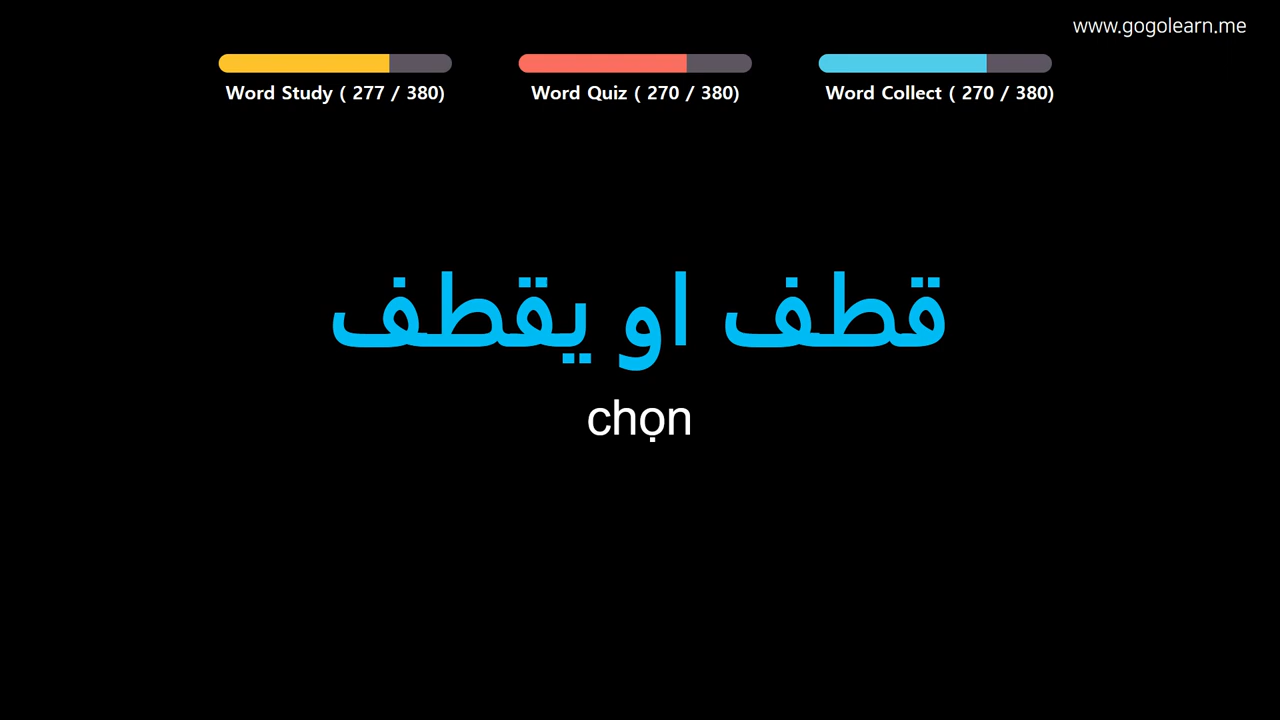 www.gogolearn.me
Word Study ( 277 / 380)
Word Quiz ( 270 / 380)
Word Collect ( 270 / 380)
قطف او يقطف
chọn